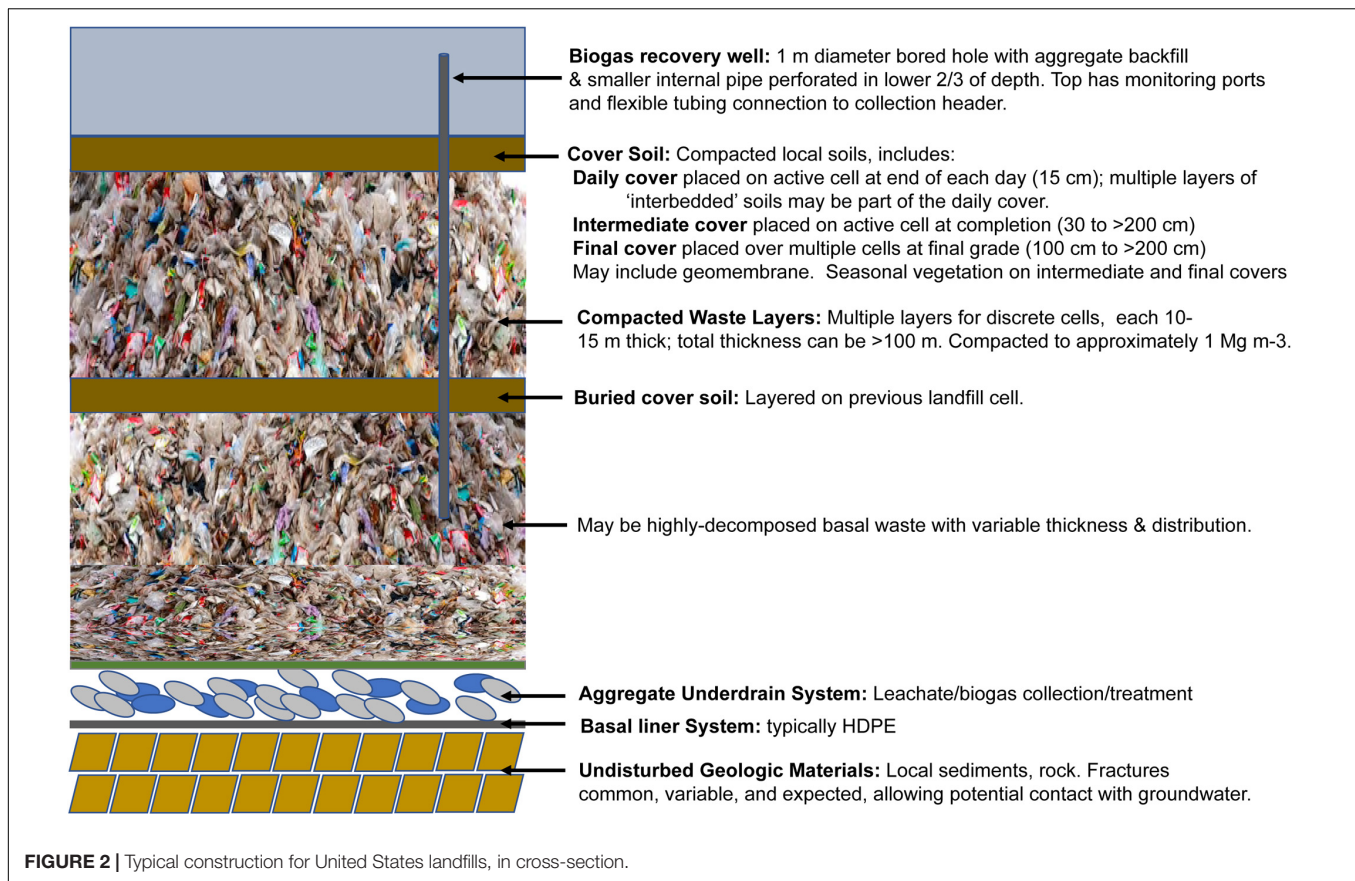 Biogas recovery well: 1 m diameter bored hole with aggregate backfill
& smaller internal pipe perforated in lower 2/3 of depth. Top has monitoring ports
and flexible tubing connection to collection header.
Cover Soil: Compacted local soils, includes:
Daily cover placed on active cell at end of each day (15 cm); multiple layers of
‘interbedded’ soils may be part of the daily cover.
Intermediate cover placed on active cell at completion (30 to >200 cm)
Final cover placed over multiple cells at final grade (100 cm to >200 cm)
May include geomembrane. Seasonal vegetation on intermediate and final covers
Compacted Waste Layers: Multiple layers for discrete cells, each 10-
15 m thick; total thickness can be >100 m. Compacted to approximately 1 Mg m-3.
Buried cover soil: Layered on previous landfill cell.
May be highly-decomposed basal waste with variable thickness & distribution.
Aggregate Underdrain System: Leachate/biogas collection/treatment
Basal liner System: typically HDPE
Undisturbed Geologic Materials: Local sediments, rock. Fractures
common, variable, and expected, allowing potential contact with groundwater.
FIGURE 2 | Typical construction for United States landfills, in cross-section.